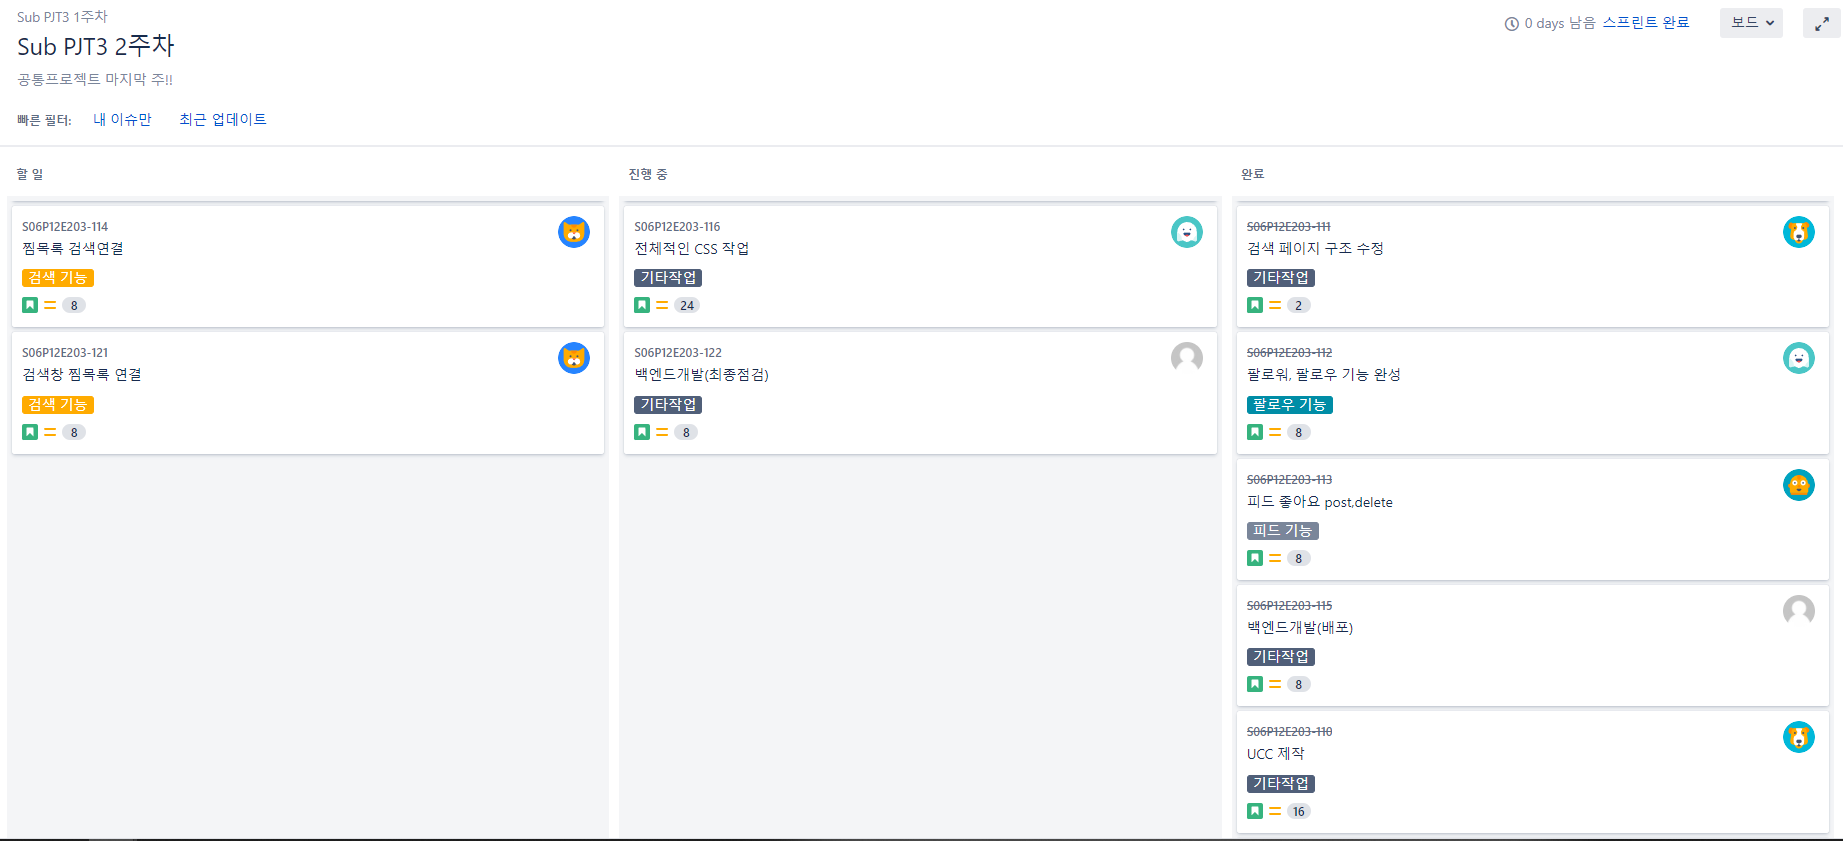 Sub PJT3 1주차
Sub PJT3 2주차
0 days 남음 스프린트 완료 보드
공통프로젝트 마지막 주!!
빠른 필터: 내 이슈만 최근 업데이트
할 일
S06P12E203-114
찜목록 검색연결
검색 기능
8
S06P12E203-121
검색창 찜목록 연결
검색 기능
8
진행 중
S06P12E203-116
전체적인 CSS 작업
기타작업
24
S06P12E203-122
백엔드개발(최종점검)
기타작업
8
완료
S06P12E203-111
검색 페이지 구조 수정
기타작업
2
S06P12E203-112
팔로워, 팔로우 기능 완성
팔로우 기능
8
S06P12E203-113
피드 좋아요 post,delete
피드 기능
8
S06P12E203-115
백엔드개발(배포)
기타작업
8
S06P12E203-110
UCC 제작
기타작업
16